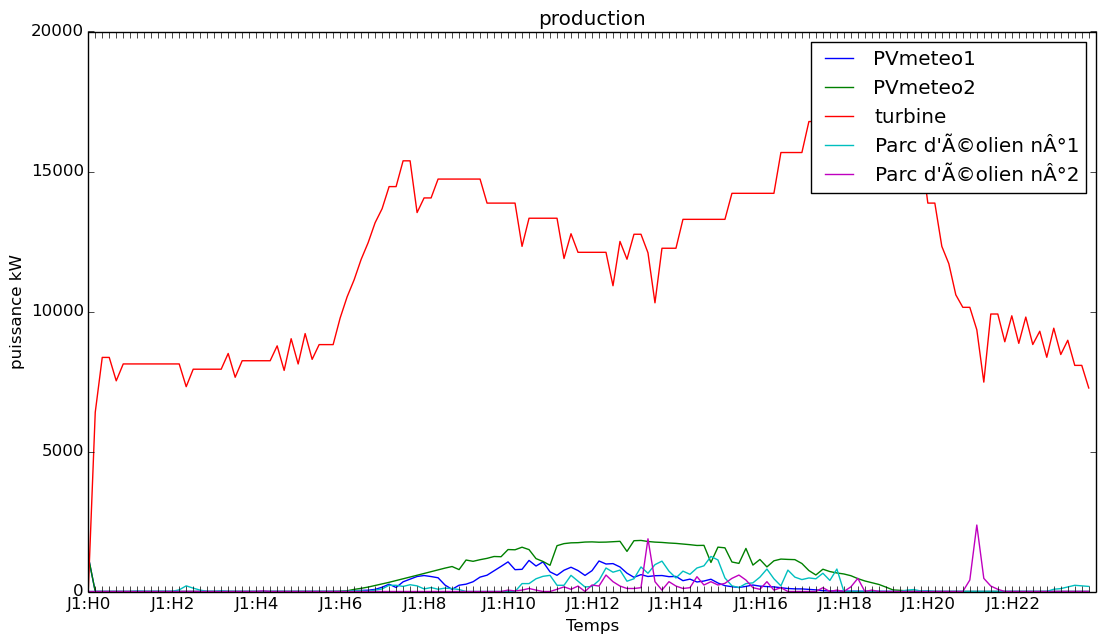 production
20000
15000
10000
5000
0
puissance kW
PVmeteo1
PVmeteo2
turbine
Parc d'Ã©olien nÂ°1
Parc d'Ã©olien nÂ°2
J1:H0 J1:H2 J1:H4 J1:H6 J1:H8 J1:H10 J1:H12 J1:H14 J1:H16 J1:H18 J1:H20 J1:H22
Temps